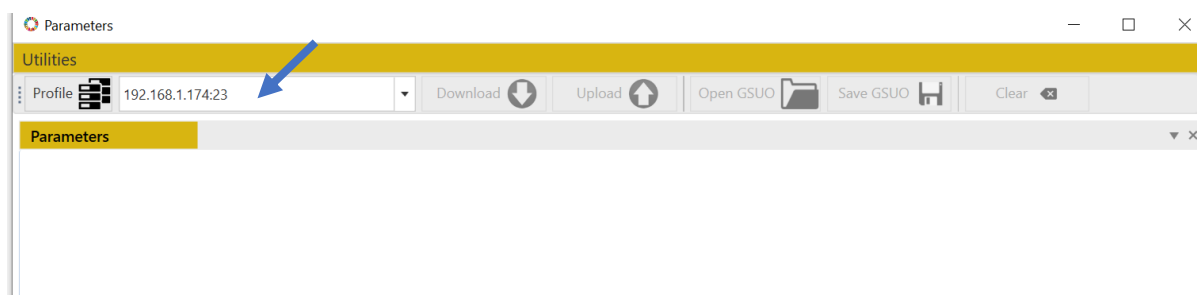 Parameters
Utilities
Profile 192.168.1.174:23 Download Upload Open GSUO Save GSUO Clear
Parameters